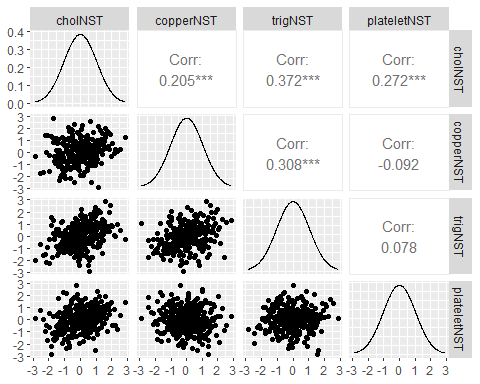 cholNST copperNST trigNST plateletNST
0.4
0.3
0.2
0.1
0.0
Corr:
0.205***
Corr:
0.372***
Corr:
0.272***
cholNST
3
2
1
0
-1
-2
-3
Corr:
0.308***
Corr:
-0.092
copperNST
3
2
1
0
-1
-2
-3
Corr:
0.078
trigNST
3
2
1
0
-1
-2
-3
plateletNST
-3 -2 -1 0 1 2 3 -3 -2 -1 0 1 2 3 -3 -2 -1 0 1 2 3 -3 -2 -1 0 1 2 3